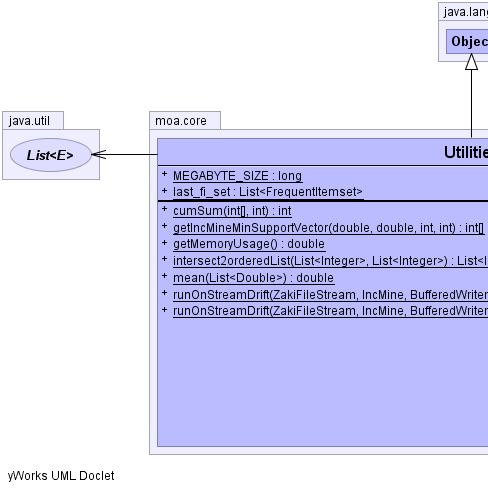 java.lang
Object
java.util
List<E>
moa.core
Utilities
+ MEGABYTE_SIZE : long
+ last_fi_set : List<FrequentItemset>
+ cumSum(int[], int) : int
+ getIncMineMinSupportVector(double, double, int, int) : int[]
+ getMemoryUsage() : double
+ intersect2orderedList(List<Integer>, List<Integer>) : List<I
+ mean(List<Double>) : double
+ runOnStreamDrift(ZakiFileStream, IncMine, BufferedWriter
+ runOnStreamDrift(ZakiFileStream, IncMine, BufferedWriter
yWorks UML Doclet